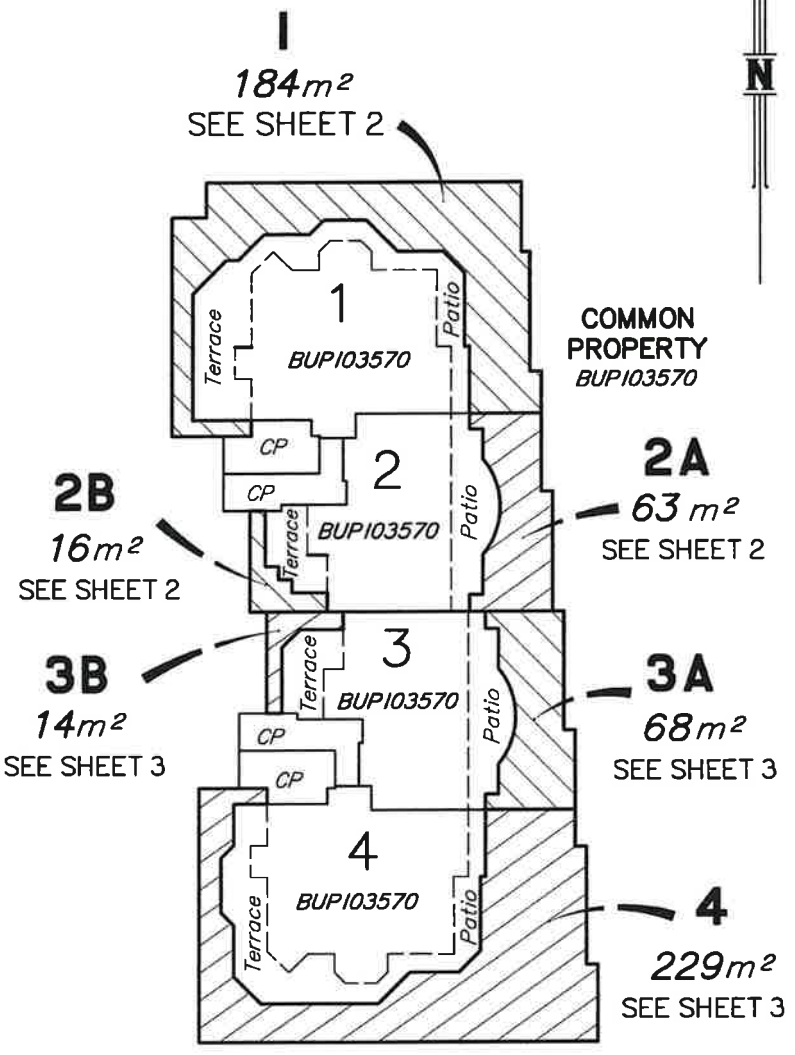 1
184m²
SEE SHEET 2
N
1
BUP103570
Terrace
Patio
COMMON
PROPERTY
BUP103570
CP
CP
2
BUP103570
Terrace
Patio
2A
63 m²
SEE SHEET 2
2B
16m²
SEE SHEET 2
3
BUP103570
Terrace
Patio
3B
14m²
SEE SHEET 3
3A
68m²
SEE SHEET 3
CP
CP
4
BUP103570
Terrace
Patio
4
229m²
SEE SHEET 3